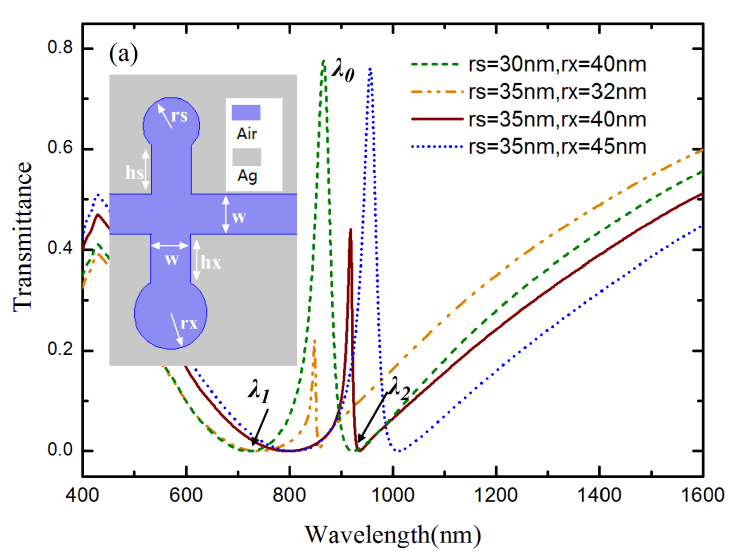 0.8
0.6
0.4
0.2
0.0
Transmittance
(a)
rs
hs
w
w
hx
rx
Air
Ag
λ0
λ1
λ2
rs=30nm,rx=40nm
rs=35nm,rx=32nm
rs=35nm,rx=40nm
rs=35nm,rx=45nm
400 600 800 1000 1200 1400 1600
Wavelength(nm)